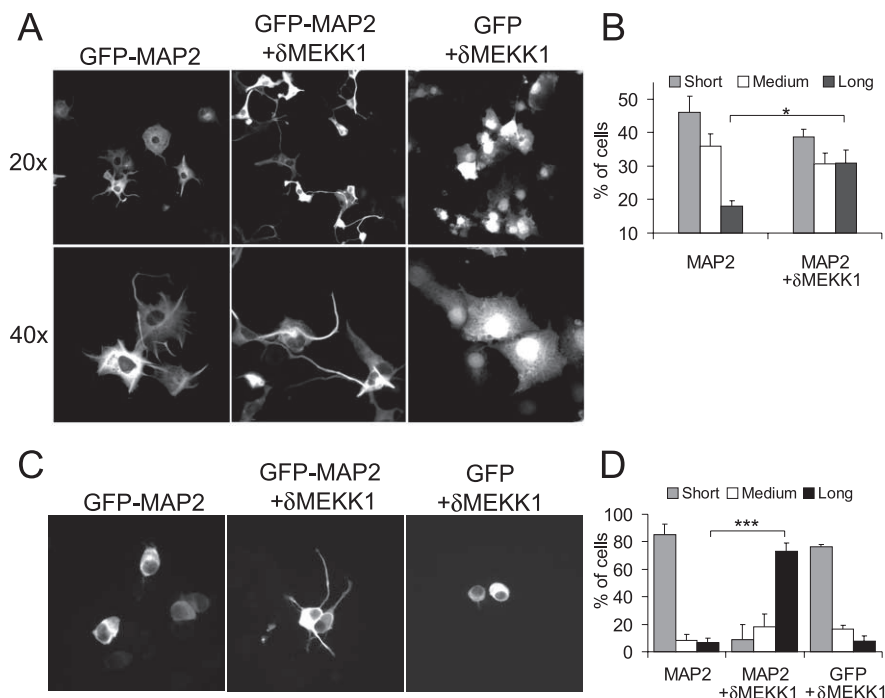 A
GFP-MAP2
GFP-MAP2
+δMEKK1
GFP
+δMEKK1
20x
40x
B
Short Medium Long
% of cells
50
40
30
20
10
*
MAP2
MAP2
+δMEKK1
C
GFP-MAP2
GFP-MAP2
+δMEKK1
GFP
+δMEKK1
D
Short Medium Long
% of cells
100
80
60
40
20
0
***
MAP2
MAP2
+δMEKK1
GFP
+δMEKK1